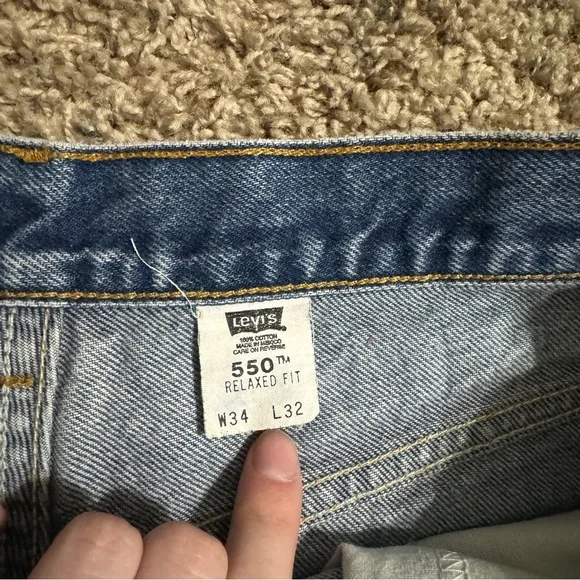 LEVI'S
100% COTTON
MADE IN MEXICO
CARE ON REVERSE
550™
RELAXED FIT
W34 L32